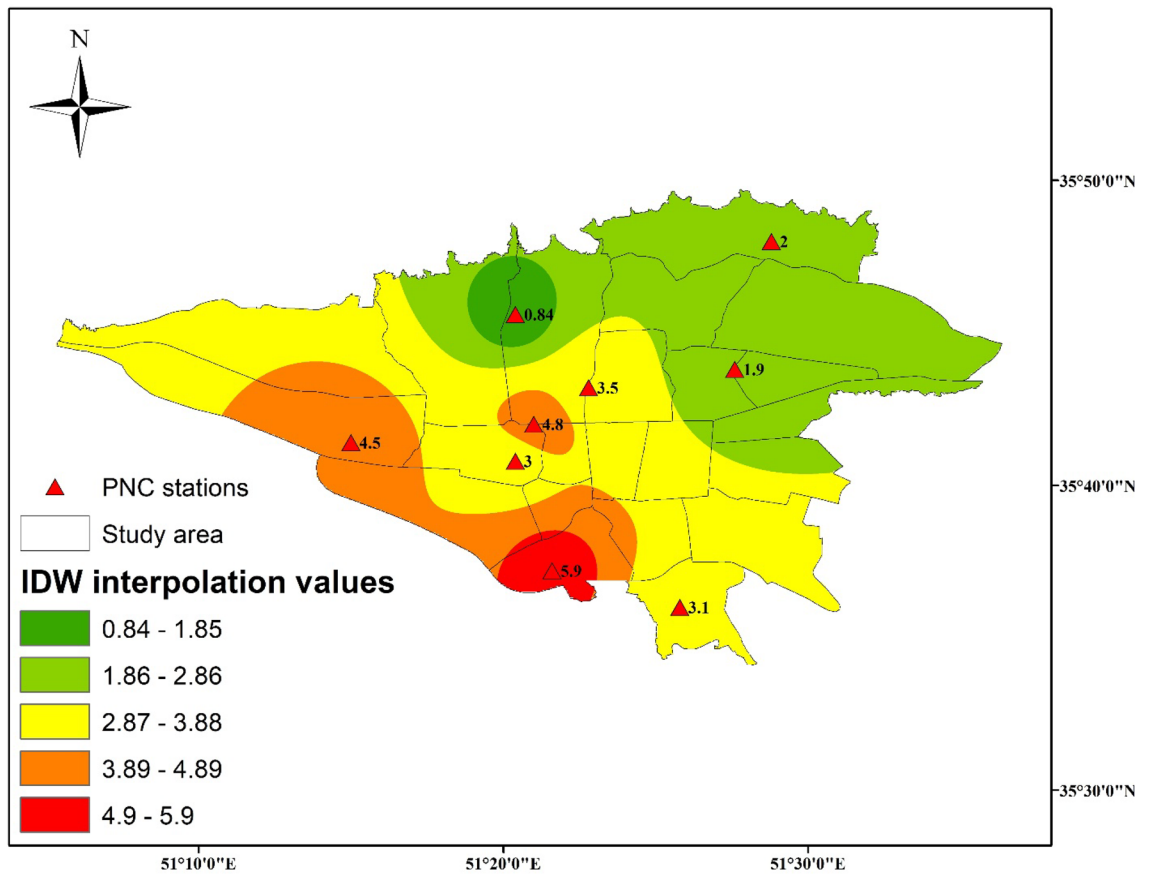 N
35°50'0"N
2
0.84
1.9
3.5
4.8
4.5
3
35°40'0"N
PNC stations
Study area
5.9
IDW interpolation values
3.1
0.84 - 1.85
1.86 - 2.86
2.87 - 3.88
3.89 - 4.89
35°30'0"N
4.9 - 5.9
51°10'0"E
51°20'0"E
51°30'0"E